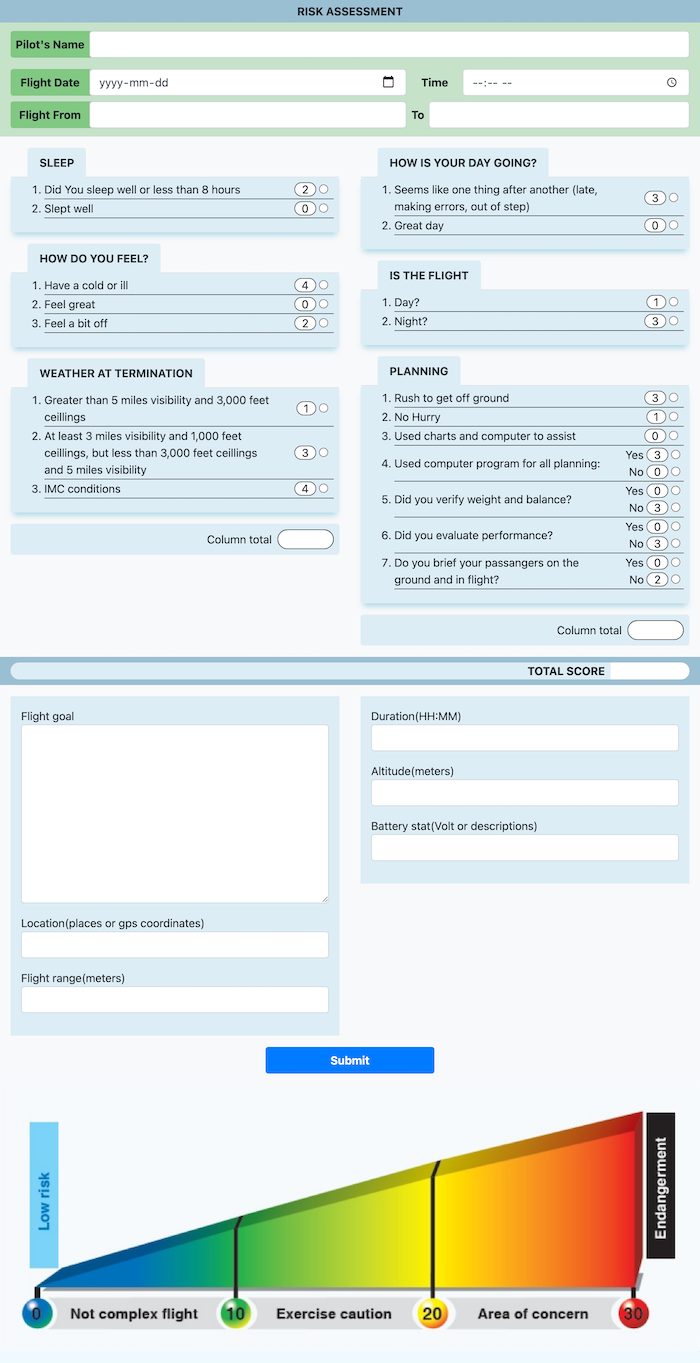 RISK ASSESSMENT
Pilot's Name
Flight Date yyyy-mm-dd Time --:-- --
Flight From To
SLEEP
1. Did You sleep well or less than 8 hours 2
2. Slept well 0
HOW DO YOU FEEL?
1. Have a cold or ill 4
2. Feel great 0
3. Feel a bit off 2
WEATHER AT TERMINATION
1. Greater than 5 miles visibility and 3,000 feet
ceillings 1
2. At least 3 miles visibility and 1,000 feet
ceillings, but less than 3,000 feet ceillings 3
and 5 miles visibility
3. IMC conditions 4
Column total
HOW IS YOUR DAY GOING?
1. Seems like one thing after another (late,
making errors, out of step) 3
2. Great day 0
IS THE FLIGHT
1. Day? 1
2. Night? 3
PLANNING
1. Rush to get off ground 3
2. No Hurry 1
3. Used charts and computer to assist 0
4. Used computer program for all planning: Yes 3
No 0
5. Did you verify weight and balance? Yes 0
No 3
6. Did you evaluate performance? Yes 0
No 3
7. Do you brief your passangers on the Yes 0
ground and in flight? No 2
Column total
TOTAL SCORE
Flight goal
Location(places or gps coordinates)
Flight range(meters)
Duration(HH:MM)
Altitude(meters)
Battery stat(Volt or descriptions)
Submit
Low risk
Endangerment
0 Not complex flight 10 Exercise caution 20 Area of concern 30